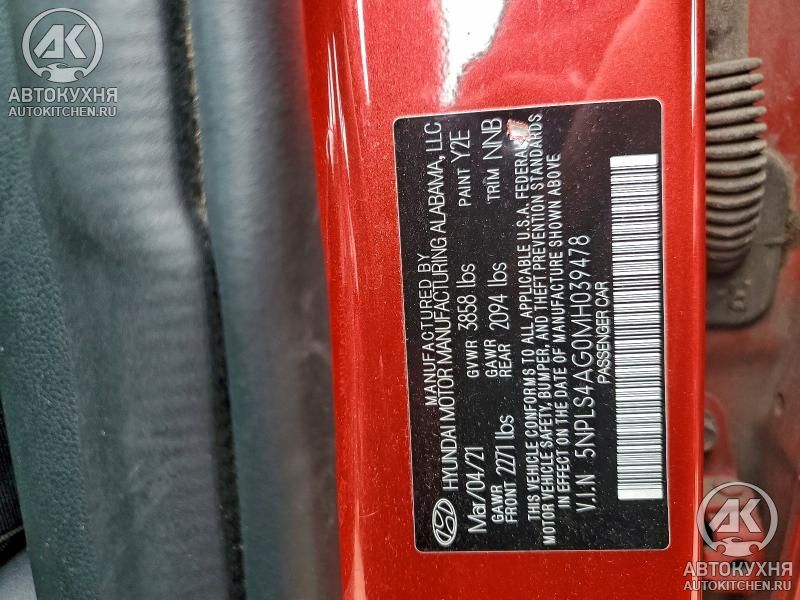 AK
АВТОКУХНЯ
AUTOKITCHEN.RU
MANUFACTURED BY
HYUNDAI MOTOR MANUFACTURING ALABAMA, LLC
Mar/04/21 GVWR 3858 lbs PAINT Y2E
GAWR FRONT 2271 lbs GAWR REAR 2094 lbs TRIM NNB
THIS VEHICLE CONFORMS TO ALL APPLICABLE U.S.A. FEDERAL
MOTOR VEHICLE SAFETY, BUMPER, AND THEFT PREVENTION STANDARDS
IN EFFECT ON THE DATE OF MANUFACTURE SHOWN ABOVE
V.I.N 5NPLS4AG0MH039478
PASSENGER CAR
AK
АВТОКУХНЯ
AUTOKITCHEN.RU